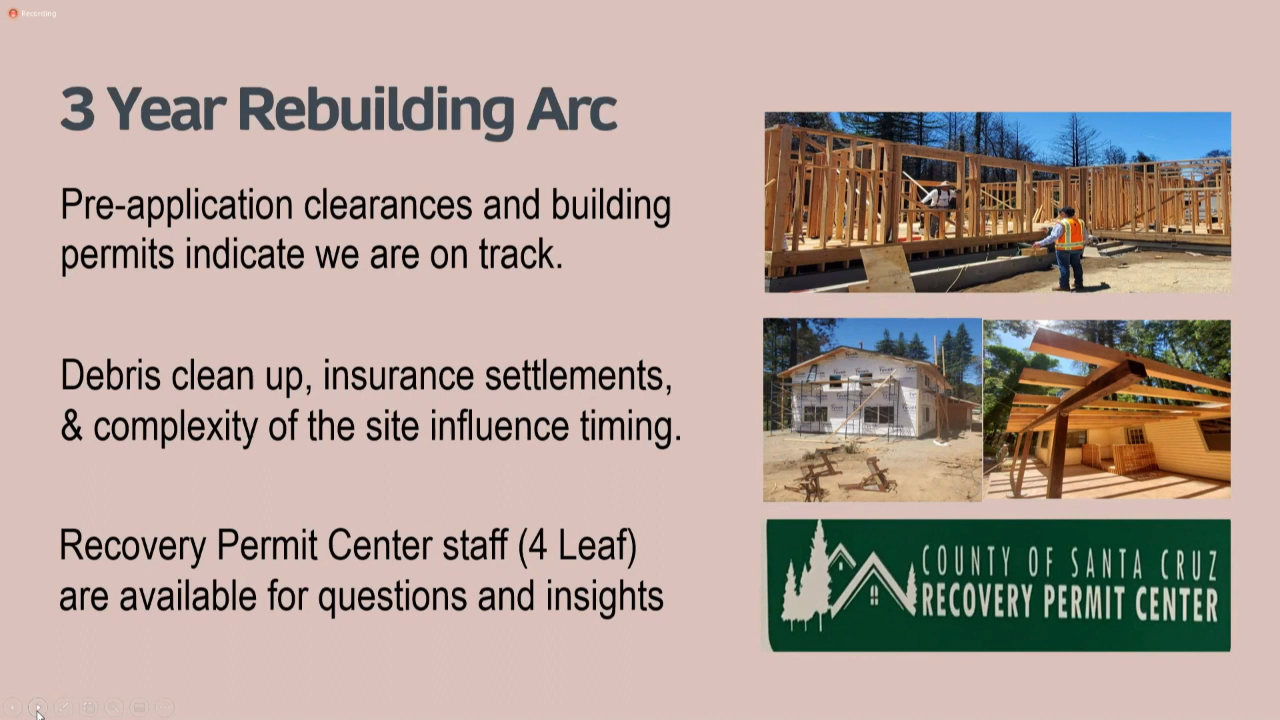 Recording
3 Year Rebuilding Arc
Pre-application clearances and building
permits indicate we are on track.
Debris clean up, insurance settlements,
& complexity of the site influence timing.
Recovery Permit Center staff (4 Leaf)
are available for questions and insights
COUNTY OF SANTA CRUZ
RECOVERY PERMIT CENTER